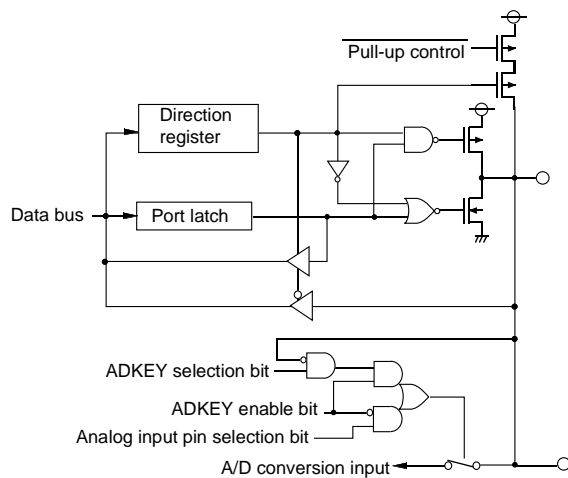 Pull-up control
Direction
register
Data bus
Port latch
ADKEY selection bit
ADKEY enable bit
Analog input pin selection bit
A/D conversion input